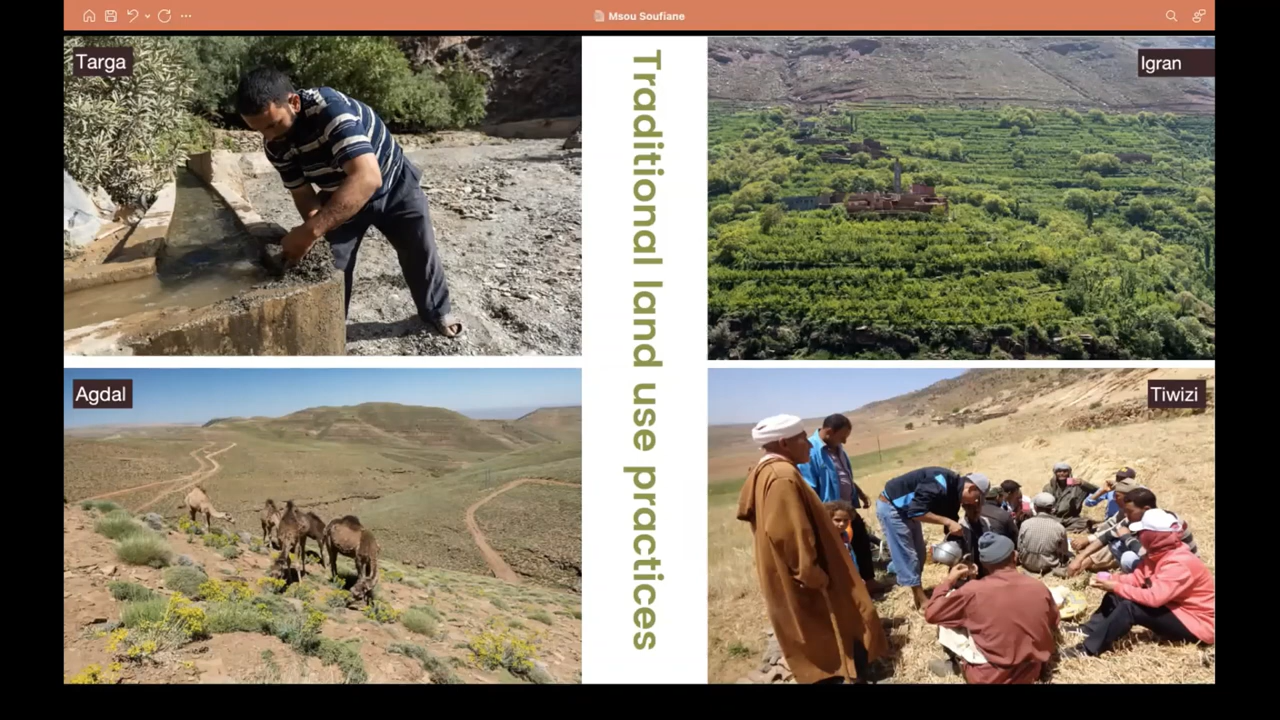 Msou Soufiane
Targa
Igran
Traditional land use practices
Agdal
Tiwizi